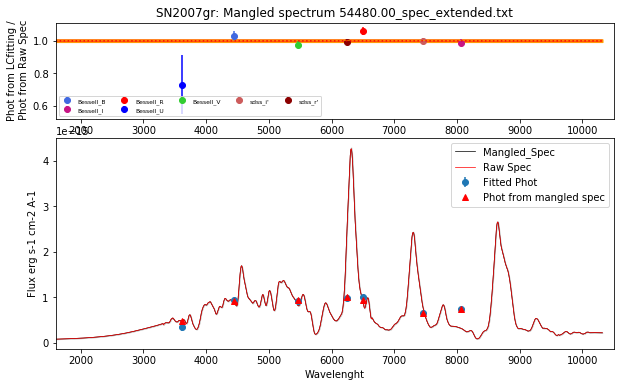 SN2007gr: Mangled spectrum 54480.00_spec_extended.txt
Phot from LCfitting /
Phot from Raw Spec
1.0
0.8
0.6
Bessell_B
Bessell_R
Bessell_V
sdss_i'
sdss_r'
Bessell_I
Bessell_U
2000 3000 4000 5000 6000 7000 8000 9000 10000
Flux erg s-1 cm-2 A-1
4
3
2
1
0
Mangled_Spec
Raw Spec
Fitted Phot
Phot from mangled spec
2000 3000 4000 5000 6000 7000 8000 9000 10000
Wavelenght